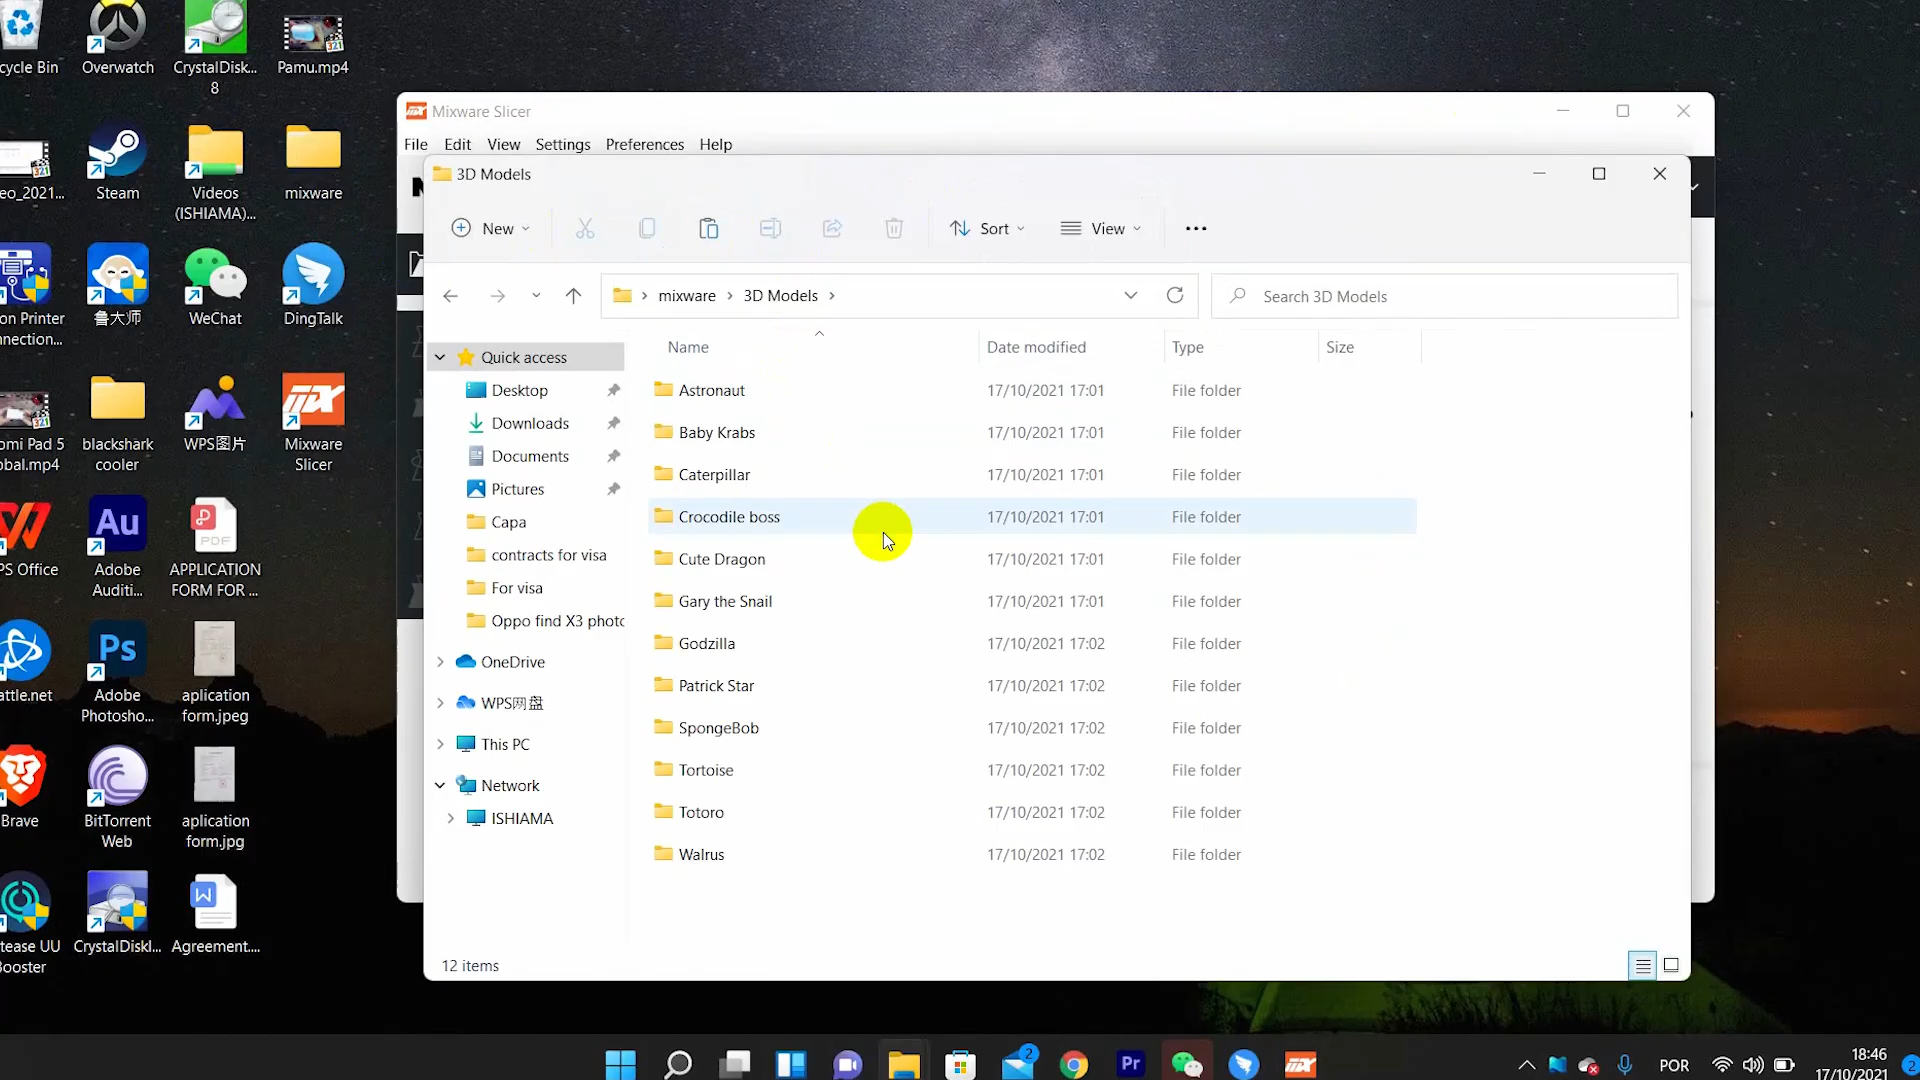 cycle Bin
Overwatch
CrystalDisk...
8
Pamu.mp4
eo_2021...
Steam
Videos
(ISHIAMA)...
mixware
on Printer
nnection...
鲁大师
WeChat
DingTalk
omi Pad 5
obal.mp4
blackshark
cooler
WPS图片
Mixware
Slicer
PS Office
Au
Adobe
Auditi...
PDF
APPLICATION
FORM FOR ...
attle.net
Ps
Adobe
Photosho...
aplication
form.jpeg
Brave
BitTorrent
Web
aplication
form.jpg
tease UU
Booster
CrystalDiskI...
W
Agreement....
Mixware Slicer
File Edit View Settings Preferences Help
3D Models
New
Sort
View
mixware > 3D Models >
Search 3D Models
Name
Date modified
Type
Size
Quick access
Desktop
Downloads
Documents
Pictures
Capa
contracts for visa
For visa
Oppo find X3 photo
OneDrive
WPS网盘
This PC
Network
ISHIAMA
Astronaut 17/10/2021 17:01 File folder
Baby Krabs 17/10/2021 17:01 File folder
Caterpillar 17/10/2021 17:01 File folder
Crocodile boss 17/10/2021 17:01 File folder
Cute Dragon 17/10/2021 17:01 File folder
Gary the Snail 17/10/2021 17:01 File folder
Godzilla 17/10/2021 17:02 File folder
Patrick Star 17/10/2021 17:02 File folder
SpongeBob 17/10/2021 17:02 File folder
Tortoise 17/10/2021 17:02 File folder
Totoro 17/10/2021 17:02 File folder
Walrus 17/10/2021 17:02 File folder
12 items
2
Pr
POR
18:46
17/10/2021
2